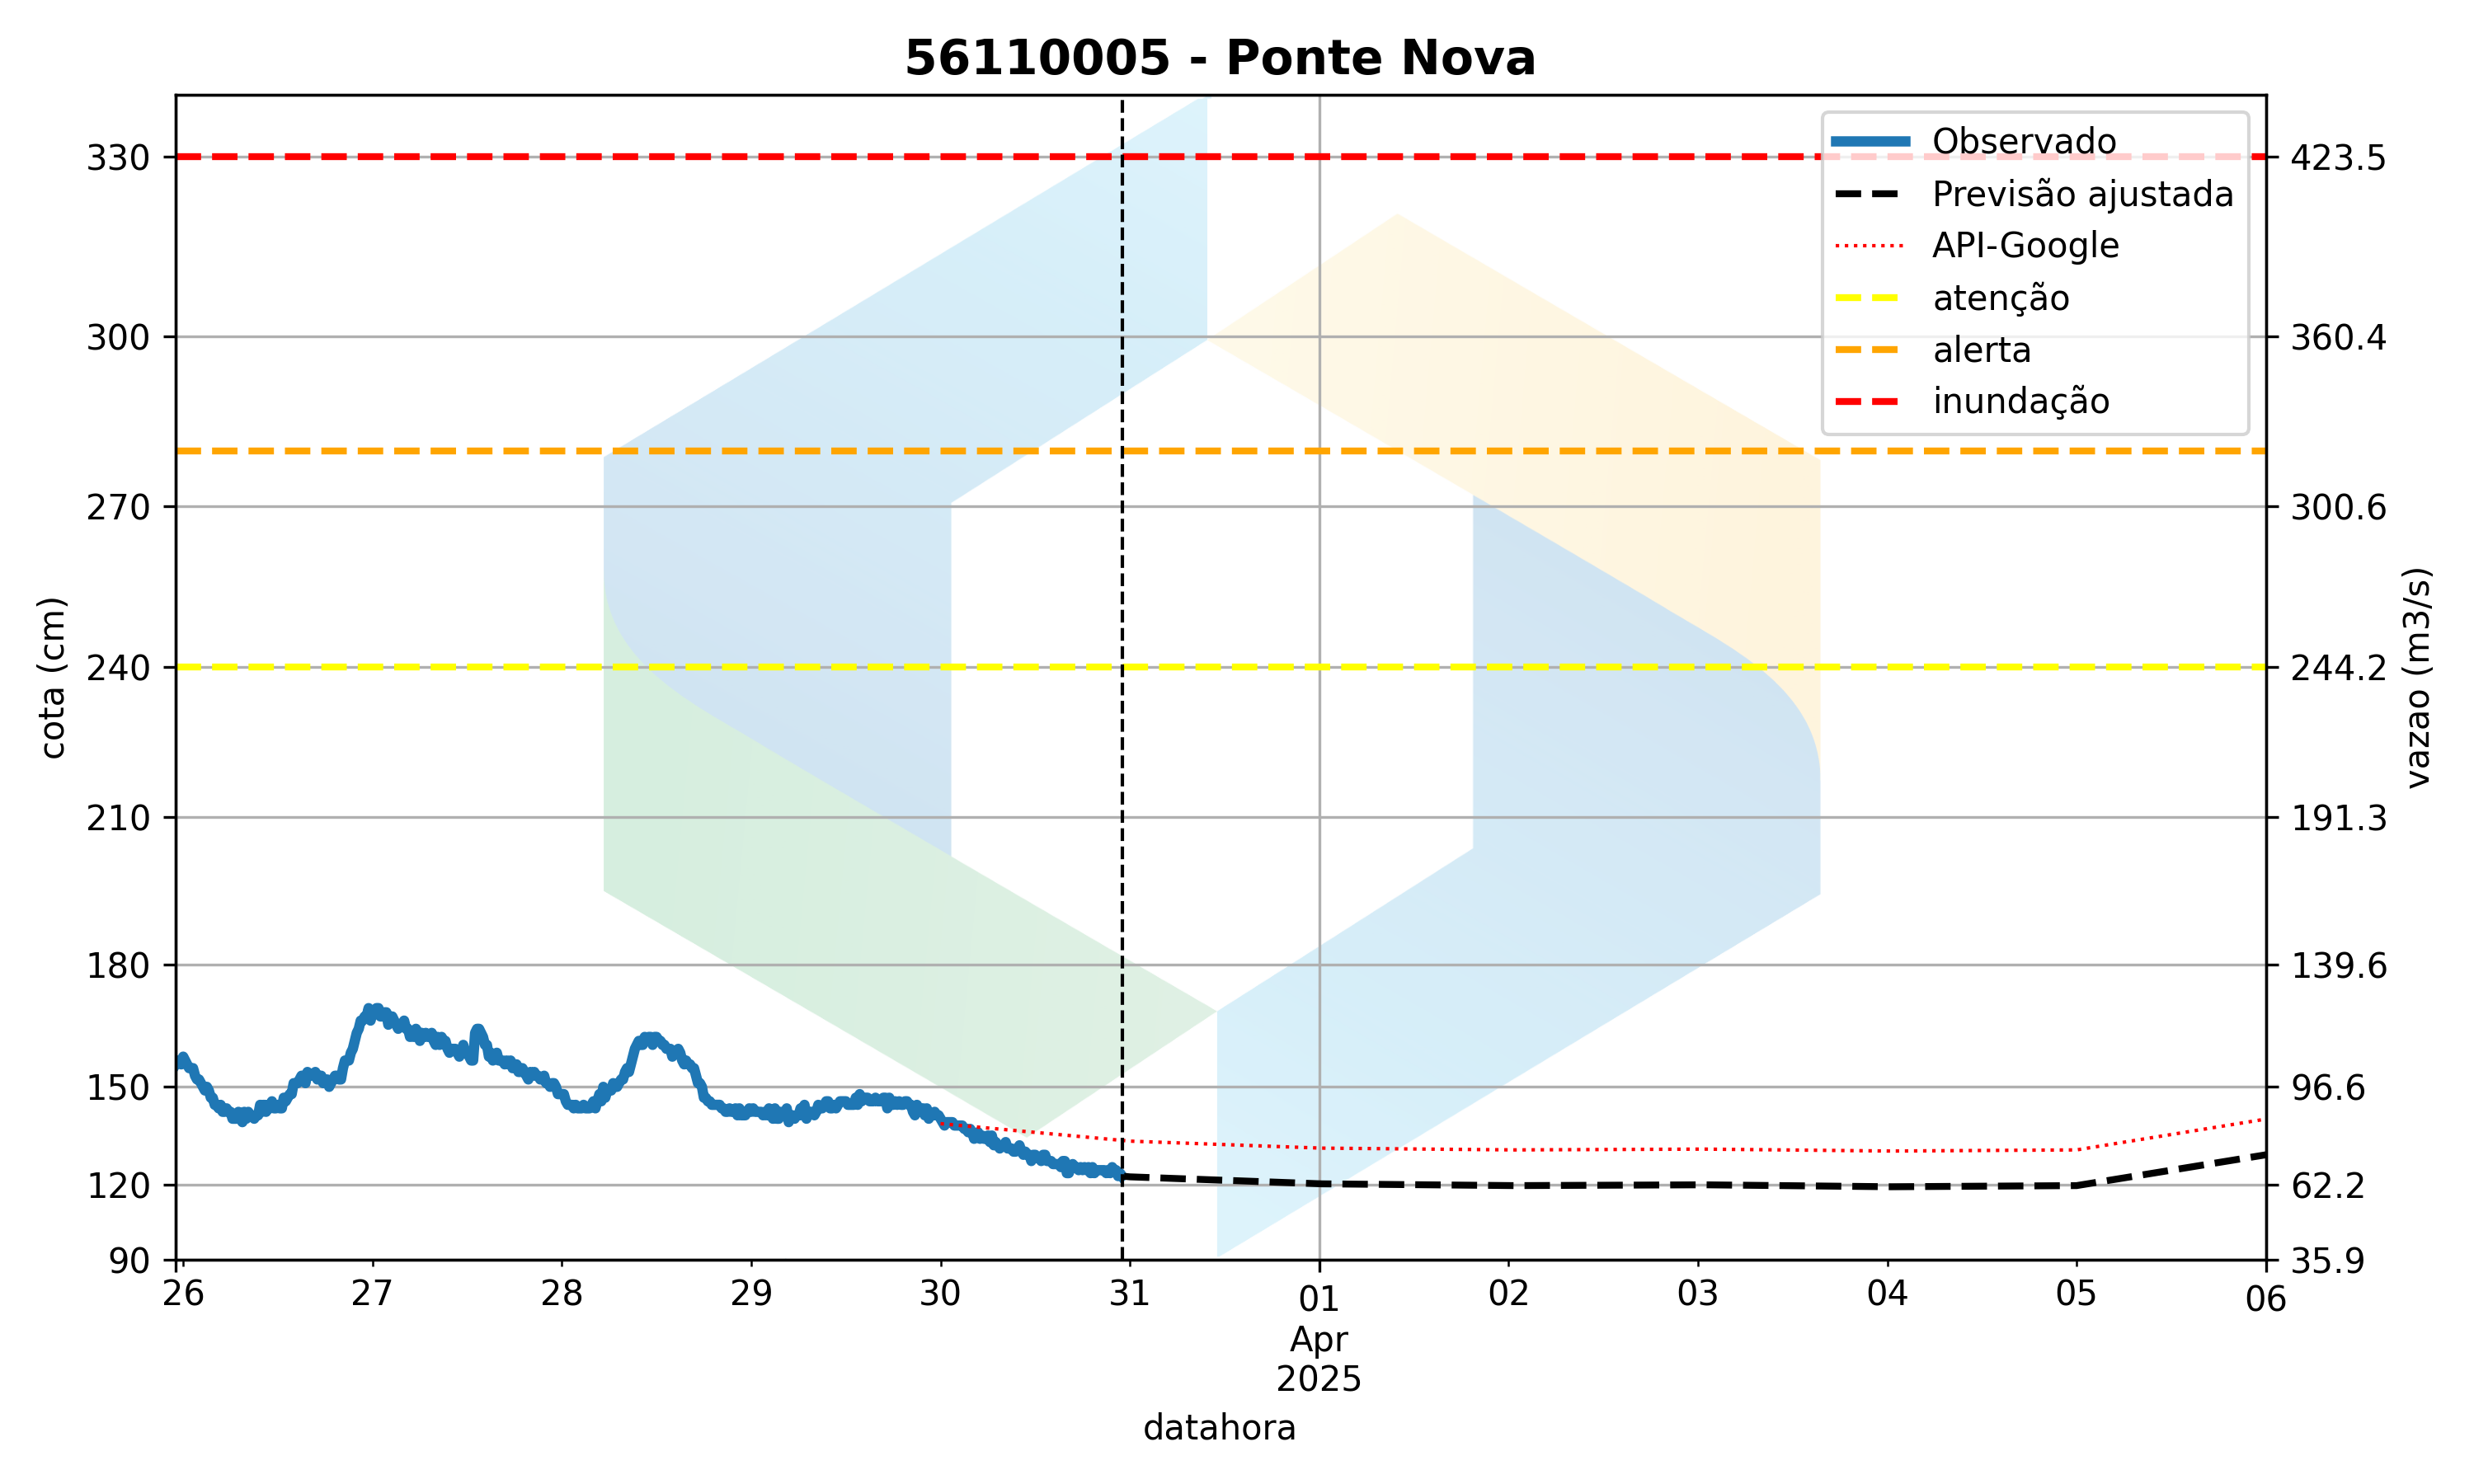 56110005 - Ponte Nova
330
300
270
240
210
180
150
120
90
cota (cm)
423.5
360.4
300.6
244.2
191.3
139.6
96.6
62.2
35.9
vazao (m3/s)
Observado
Previsão ajustada
API-Google
atenção
alerta
inundação
26 27 28 29 30 31 01 02 03 04 05 06
Apr
2025
datahora